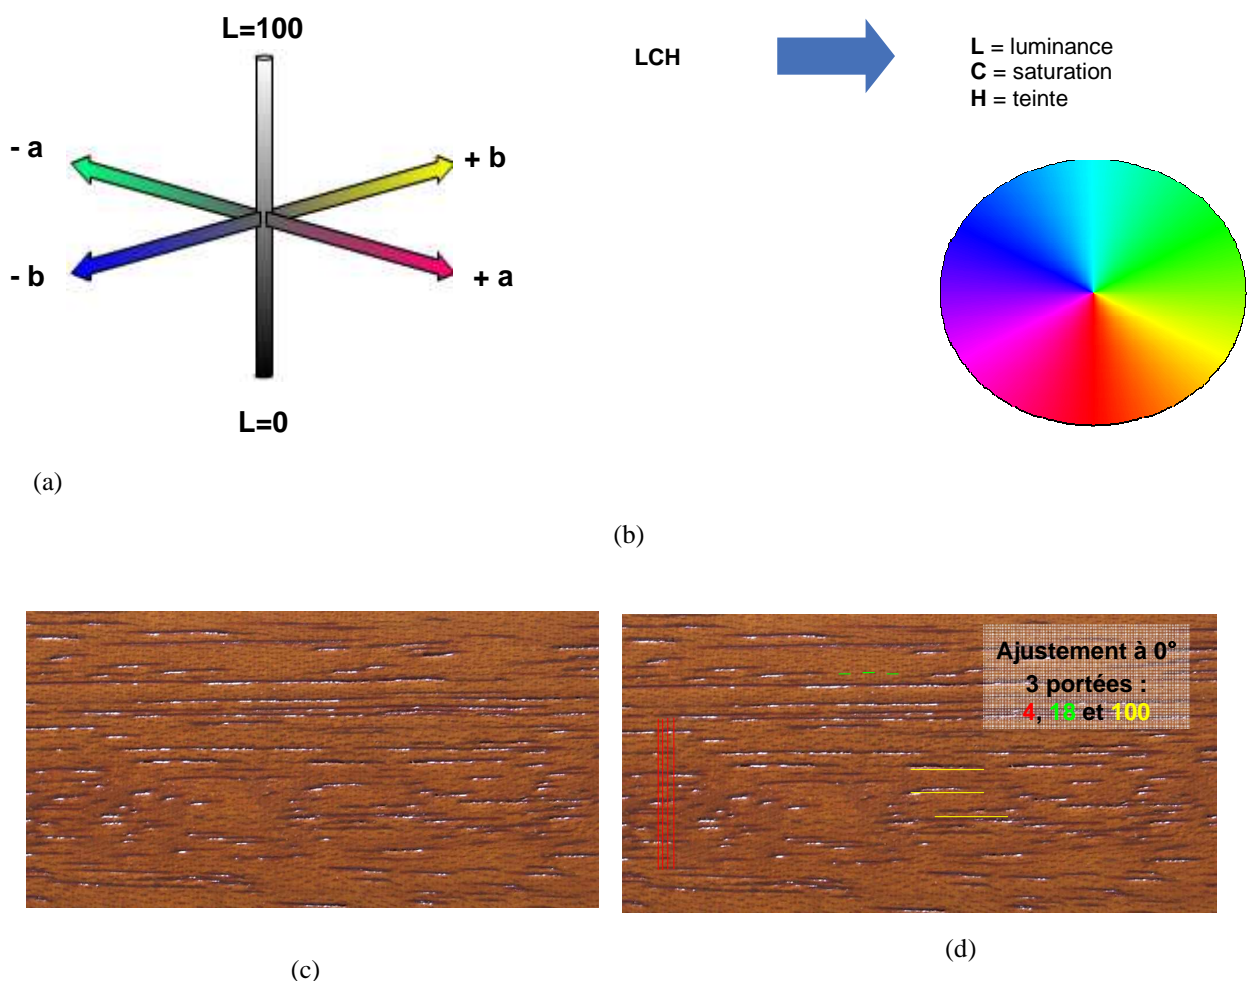 L=100
- a
+ b
- b
+ a
L=0
(a)
LCH
L = luminance
C = saturation
H = teinte
(b)
(c)
Ajustement à 0°
3 portées :
4, 18 et 100
(d)